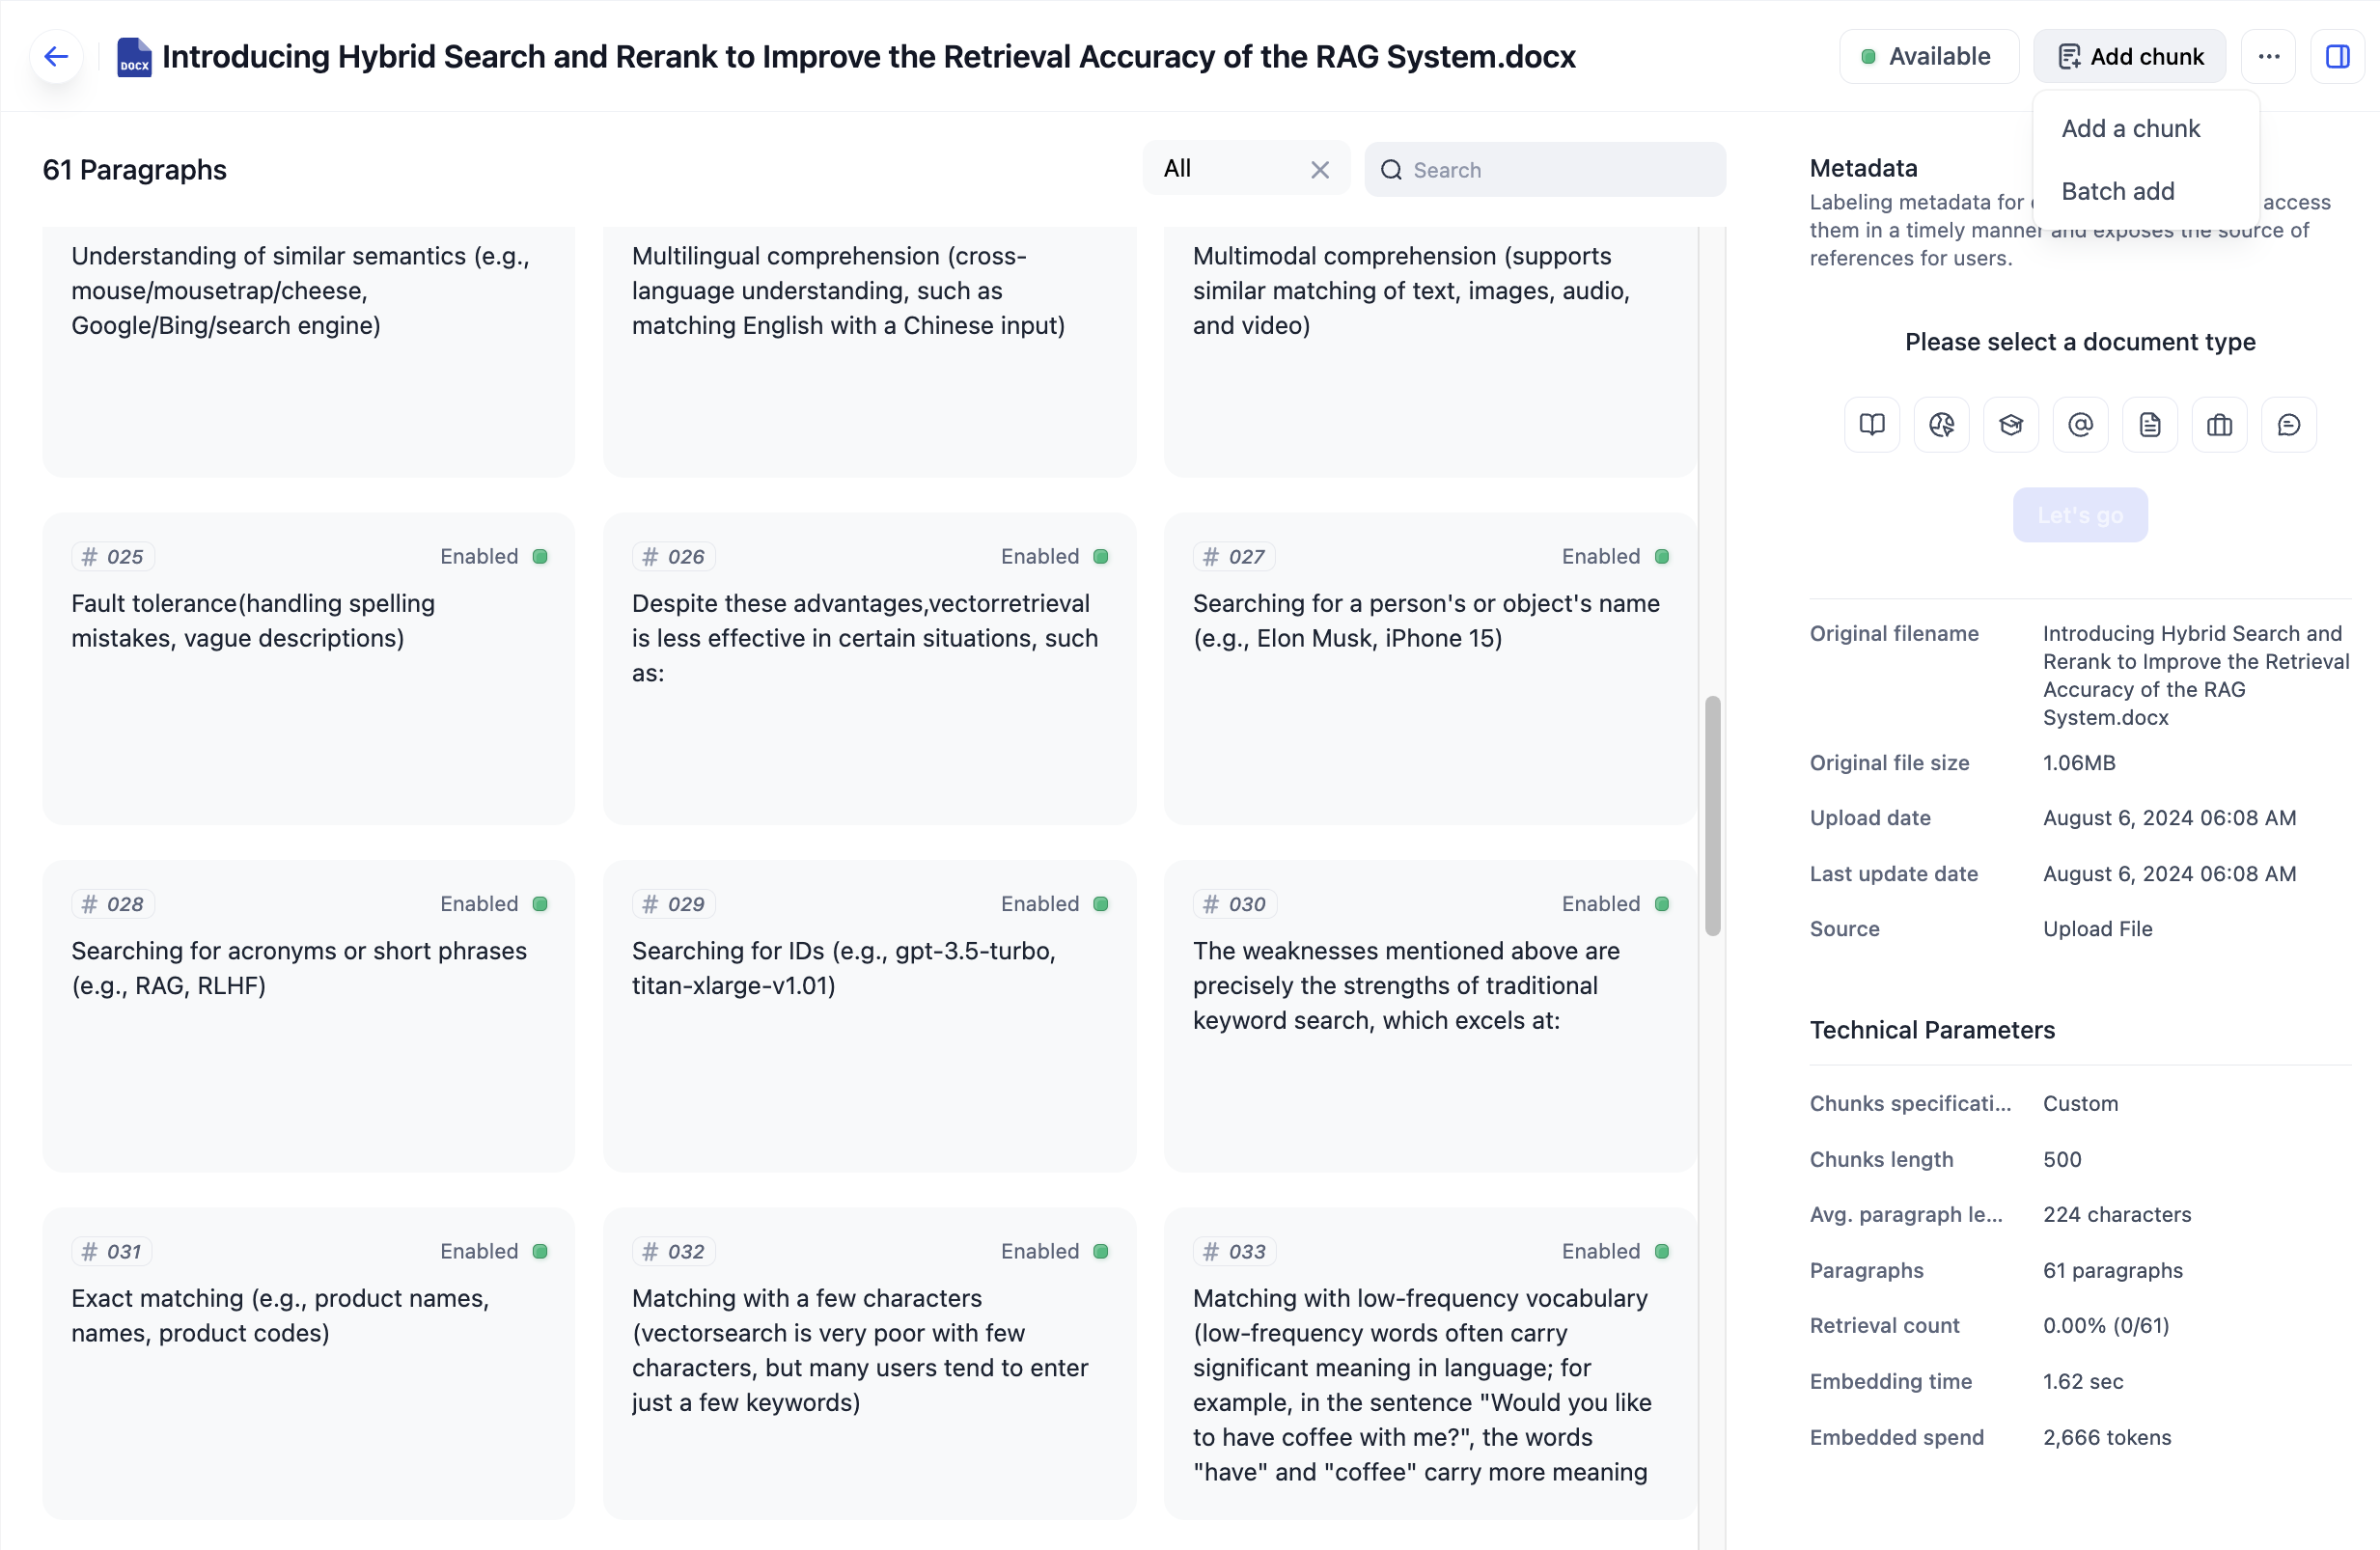 DOCX Introducing Hybrid Search and Rerank to Improve the Retrieval Accuracy of the RAG System.docx
Available
Add chunk
Add a chunk
Batch add
61 Paragraphs
All
Search
Understanding of similar semantics (e.g.,
mouse/mousetrap/cheese,
Google/Bing/search engine)
Multilingual comprehension (cross-
language understanding, such as
matching English with a Chinese input)
Multimodal comprehension (supports
similar matching of text, images, audio,
and video)
# 025 Enabled
Fault tolerance(handling spelling
mistakes, vague descriptions)
# 026 Enabled
Despite these advantages,vectorretrieval
is less effective in certain situations, such
as:
# 027 Enabled
Searching for a person's or object's name
(e.g., Elon Musk, iPhone 15)
# 028 Enabled
Searching for acronyms or short phrases
(e.g., RAG, RLHF)
# 029 Enabled
Searching for IDs (e.g., gpt-3.5-turbo,
titan-xlarge-v1.01)
# 030 Enabled
The weaknesses mentioned above are
precisely the strengths of traditional
keyword search, which excels at:
# 031 Enabled
Exact matching (e.g., product names,
names, product codes)
# 032 Enabled
Matching with a few characters
(vectorsearch is very poor with few
characters, but many users tend to enter
just a few keywords)
# 033 Enabled
Matching with low-frequency vocabulary
(low-frequency words often carry
significant meaning in language; for
example, in the sentence "Would you like
to have coffee with me?", the words
"have" and "coffee" carry more meaning
Metadata
Labeling metadata for access
them in a timely manner and exposes the source of
references for users.
Please select a document type
Let's go
Original filename Introducing Hybrid Search and
Rerank to Improve the Retrieval
Accuracy of the RAG
System.docx
Original file size 1.06MB
Upload date August 6, 2024 06:08 AM
Last update date August 6, 2024 06:08 AM
Source Upload File
Technical Parameters
Chunks specificati... Custom
Chunks length 500
Avg. paragraph le... 224 characters
Paragraphs 61 paragraphs
Retrieval count 0.00% (0/61)
Embedding time 1.62 sec
Embedded spend 2,666 tokens